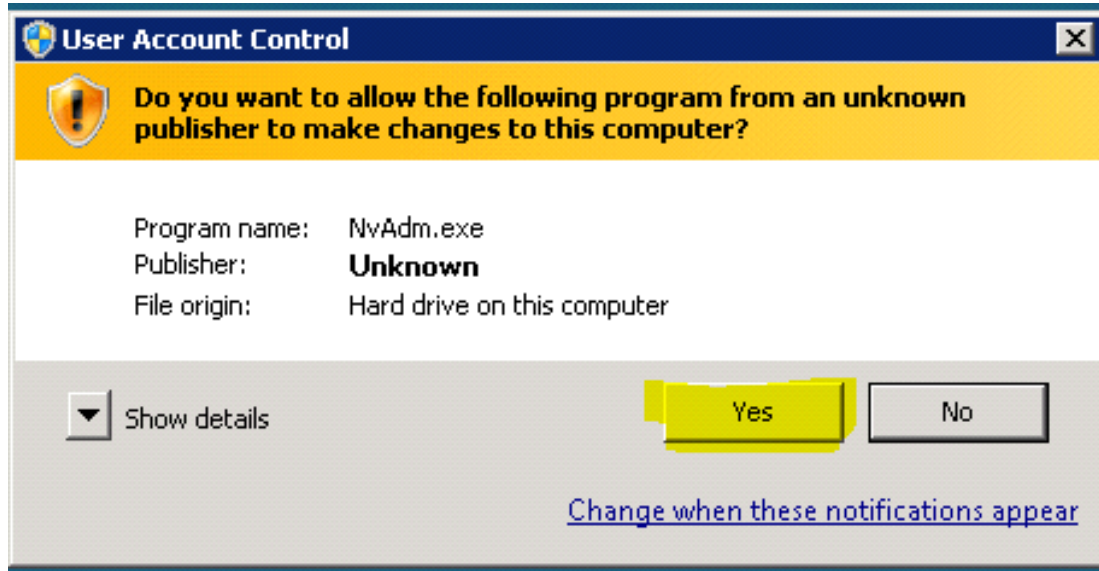 User Account Control
Do you want to allow the following program from an unknown
publisher to make changes to this computer?
Program name: NvAdm.exe
Publisher: Unknown
File origin: Hard drive on this computer
Show details
Yes
No
Change when these notifications appear